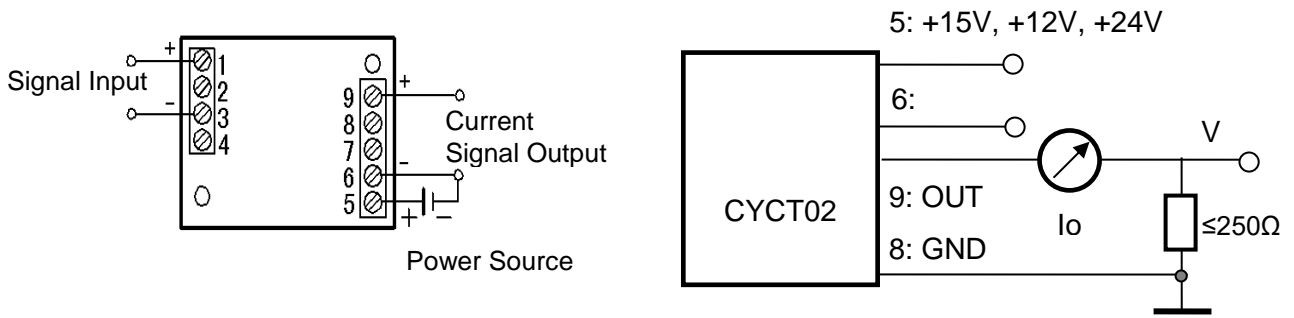 Signal Input
+
-
1
2
3
4
9
8
7
6
5
+
-
+
-
Current
Signal Output
Power Source
CYCT02
5: +15V, +12V, +24V
6:
9: OUT
8: GND
Io
V
≤250Ω